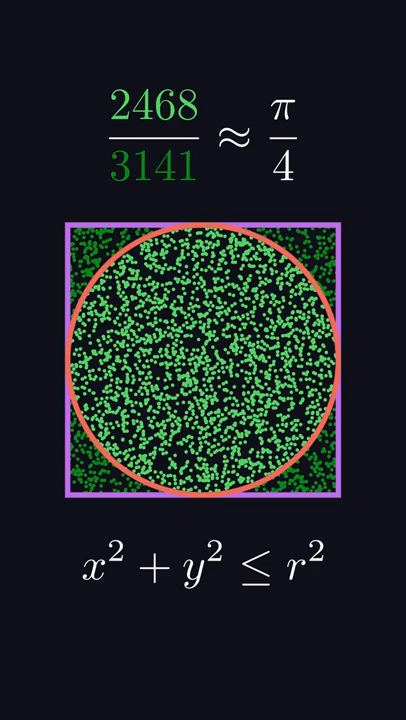 2468/3141 ≈ π/4
x² + y² ≤ r²